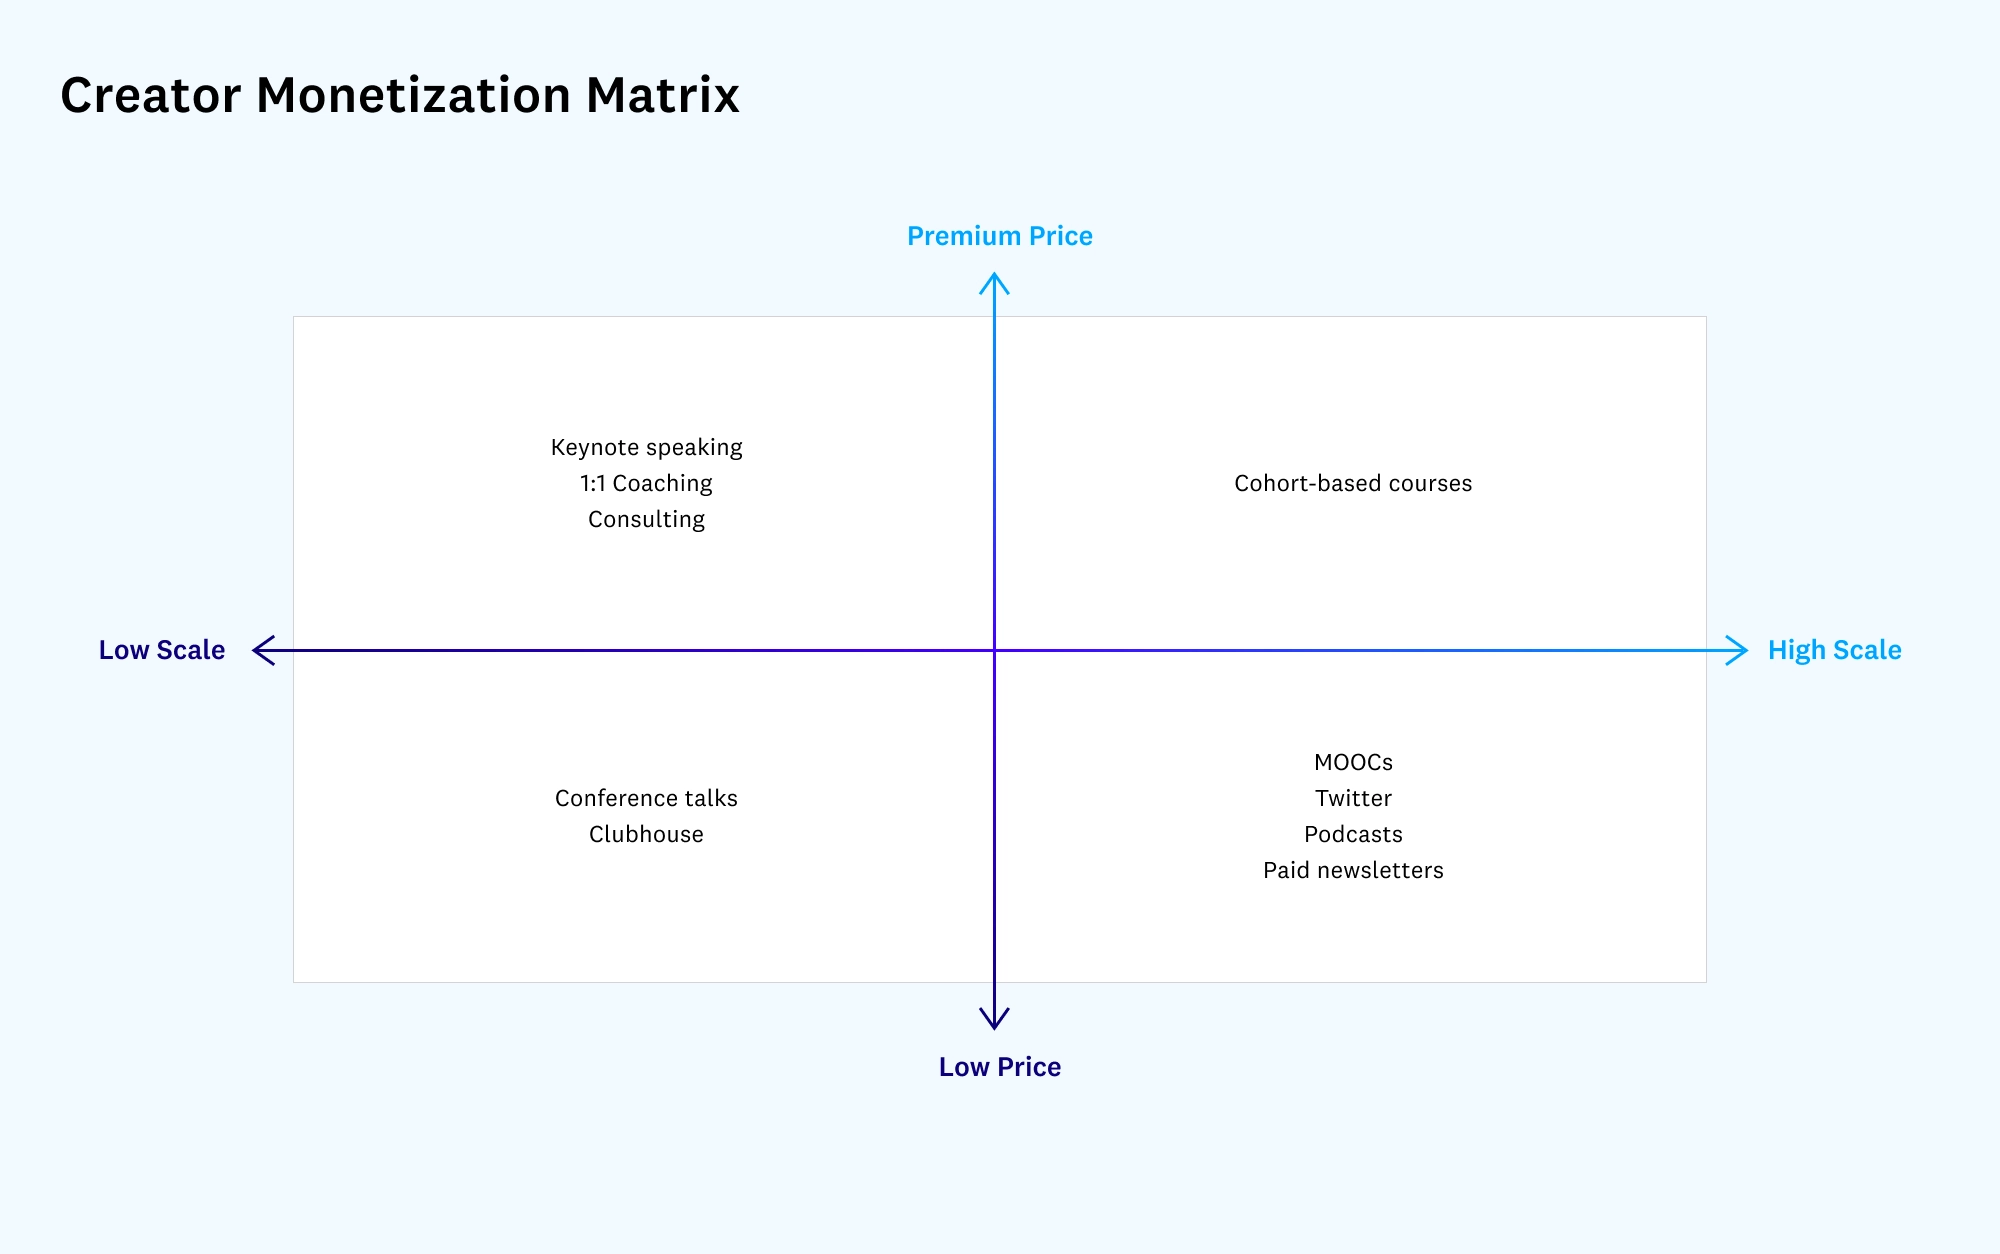 Creator Monetization Matrix
Premium Price
Keynote speaking
1:1 Coaching
Consulting
Cohort-based courses
Low Scale
High Scale
Conference talks
Clubhouse
MOOCs
Twitter
Podcasts
Paid newsletters
Low Price